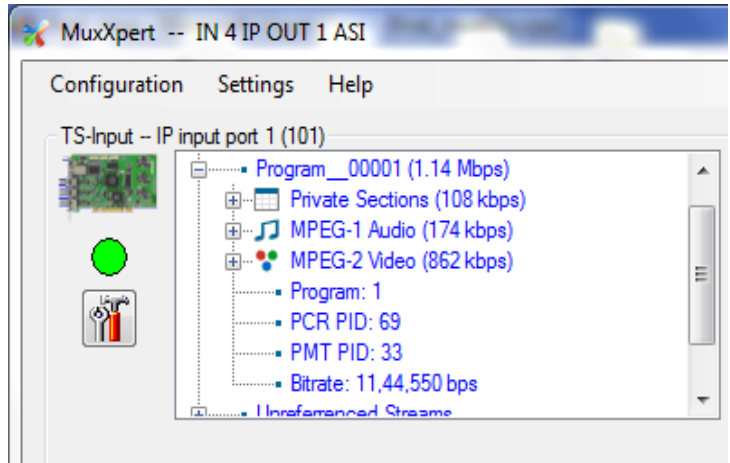 MuxXpert -- IN 4 IP OUT 1 ASI
Configuration Settings Help
TS-Input -- IP input port 1 (101)
Program__00001 (1.14 Mbps)
Private Sections (108 kbps)
MPEG-1 Audio (174 kbps)
MPEG-2 Video (862 kbps)
Program: 1
PCR PID: 69
PMT PID: 33
Bitrate: 11,44,550 bps
Unreferrenced Streams